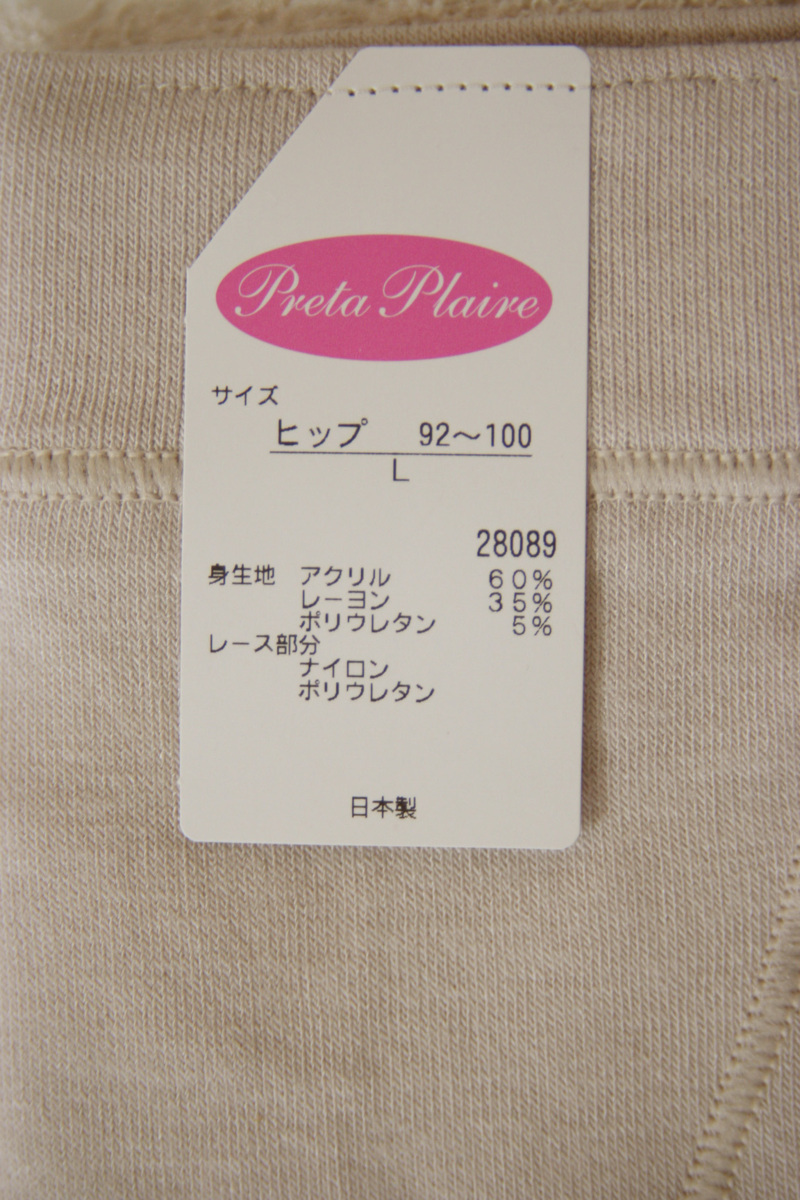 Preta Plaire
サイズ
ヒップ 92～100
L
28089
身生地 アクリル 60%
レーヨン 35%
ポリウレタン 5%
レース部分
ナイロン
ポリウレタン
日本製